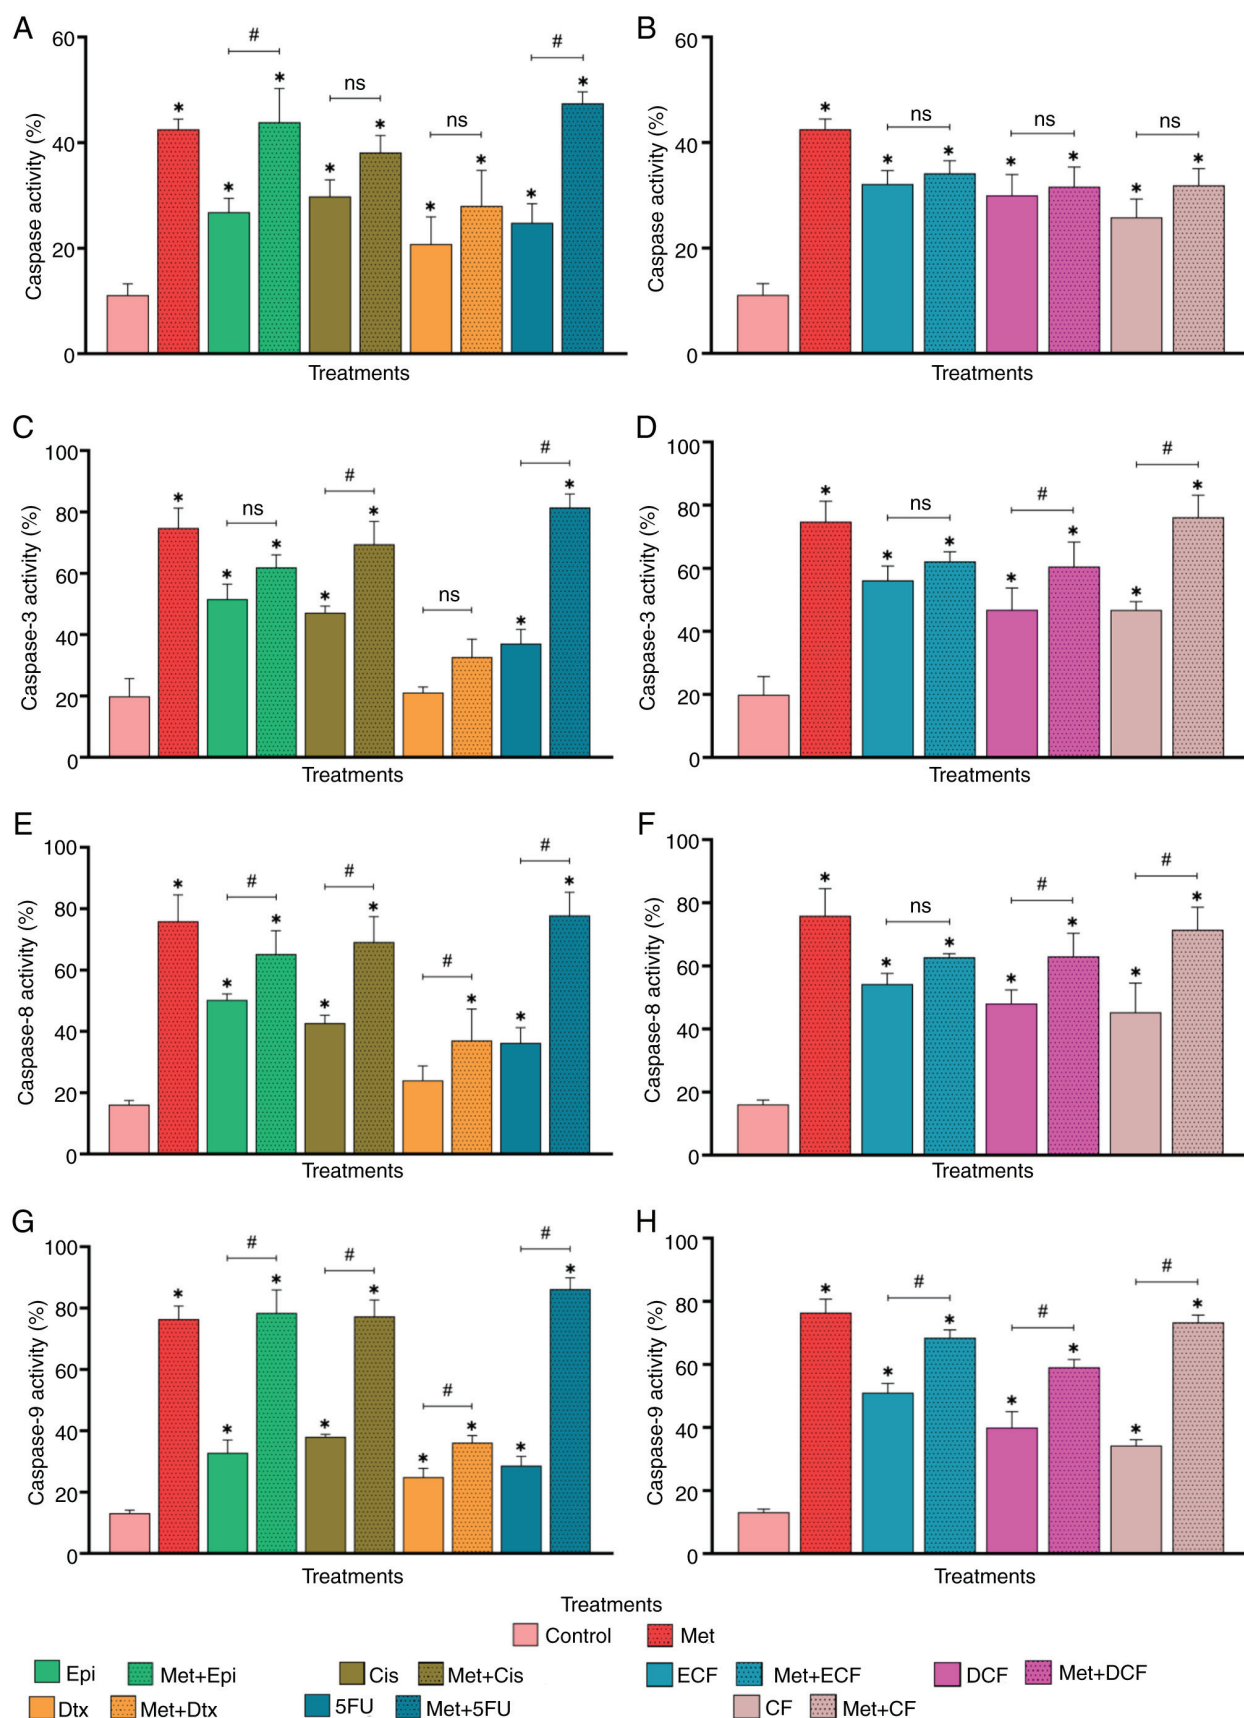 A
60
40
20
0
Caspase activity (%)
* * * * * * * * *
# ns ns #
Treatments
B
60
40
20
0
Caspase activity (%)
* * * * * * *
ns ns ns
Treatments
C
100
80
60
40
20
0
Caspase-3 activity (%)
* * * * * * *
ns # ns #
Treatments
D
100
80
60
40
20
0
Caspase-3 activity (%)
* * * * * * *
ns # #
Treatments
E
100
80
60
40
20
0
Caspase-8 activity (%)
* * * * * * * *
# # # #
Treatments
F
100
80
60
40
20
0
Caspase-8 activity (%)
* * * * * * *
ns # #
Treatments
G
100
80
60
40
20
0
Caspase-9 activity (%)
* * * * * * * * *
# # # #
Treatments
H
100
80
60
40
20
0
Caspase-9 activity (%)
* * * * * * *
# # #
Treatments
Treatments
Control Met
Epi Met+Epi Cis Met+Cis ECF Met+ECF DCF Met+DCF
Dtx Met+Dtx 5FU Met+5FU CF Met+CF